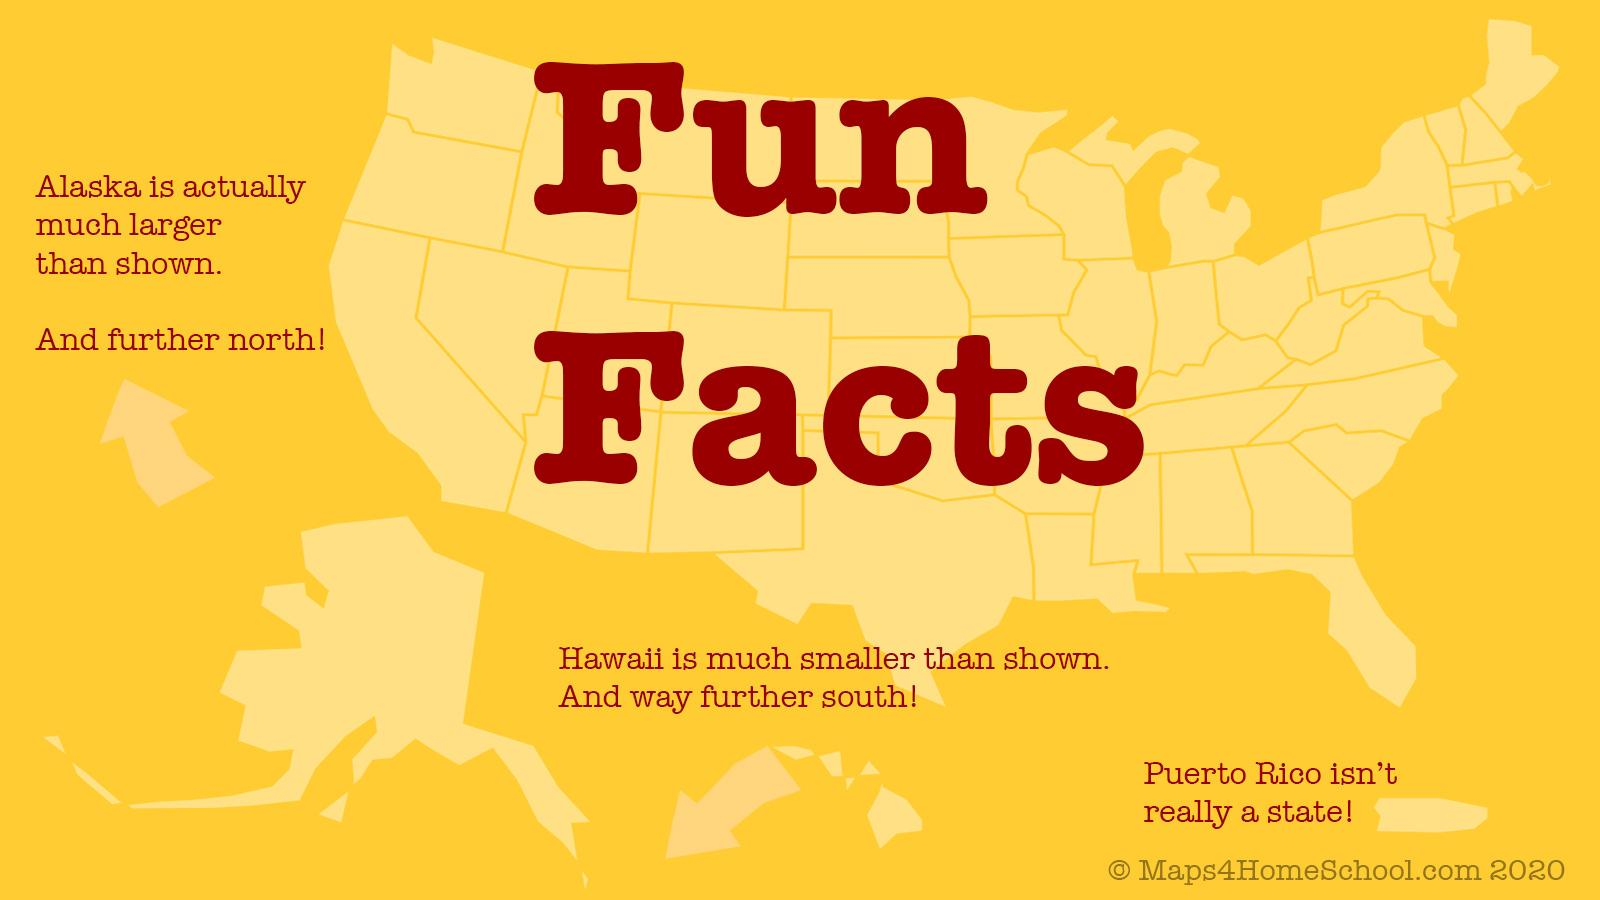 Fun
Facts
Alaska is actually
much larger
than shown.
And further north!
Hawaii is much smaller than shown.
And way further south!
Puerto Rico isn’t
really a state!
© Maps4HomeSchool.com 2020